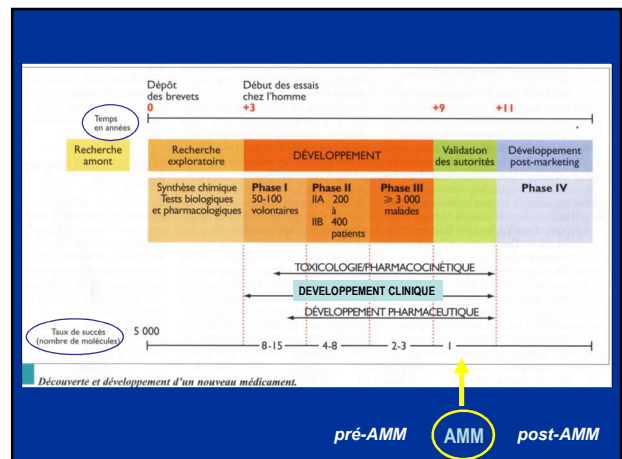 Dépôt
des brevets
0
Début des essais
chez l'homme
+3
+9
+11
Temps
en années
Recherche
amont
Recherche
exploratoire
DÉVELOPPEMENT
Validation
des autorités
Développement
post-marketing
Synthèse chimique
Tests biologiques
et pharmacologiques
Phase I
50-100
volontaires
Phase II
IIA 200
à
IIB 400
patients
Phase III
≥ 3 000
malades
Phase IV
TOXICOLOGIE/PHARMACOCINÉTIQUE
DEVELOPPEMENT CLINIQUE
DÉVELOPPEMENT PHARMACEUTIQUE
Taux de succès
(nombre de molécules)
5 000
8-15
4-8
2-3
1
Découverte et développement d'un nouveau médicament.
pré-AMM
AMM
post-AMM